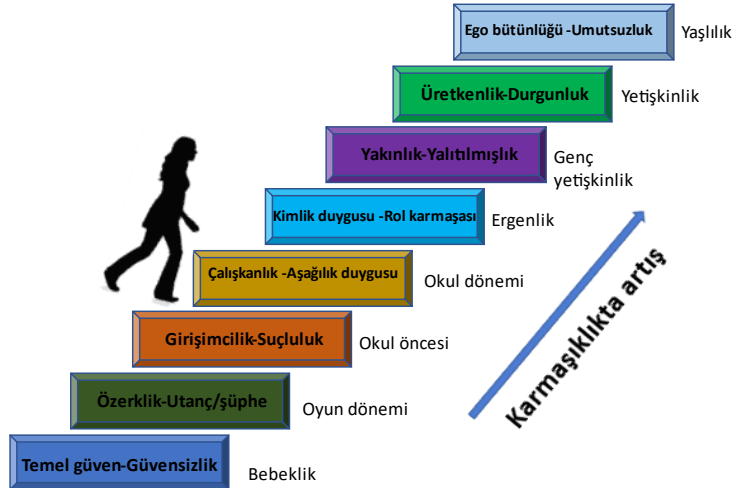 Ego bütünlüğü -Umutsuzluk
Yaşlılık
Üretkenlik-Durgunluk
Yetişkinlik
Yakınlık-Yalıtılmışlık
Genç
yetişkinlik
Kimlik duygusu -Rol karmaşası
Ergenlik
Çalışkanlık -Aşağılık duygusu
Okul dönemi
Girişimcilik-Suçluluk
Okul öncesi
Özerklik-Utanç/şüphe
Oyun dönemi
Temel güven-Güvensizlik
Bebeklik
Karmaşıklıkta artış